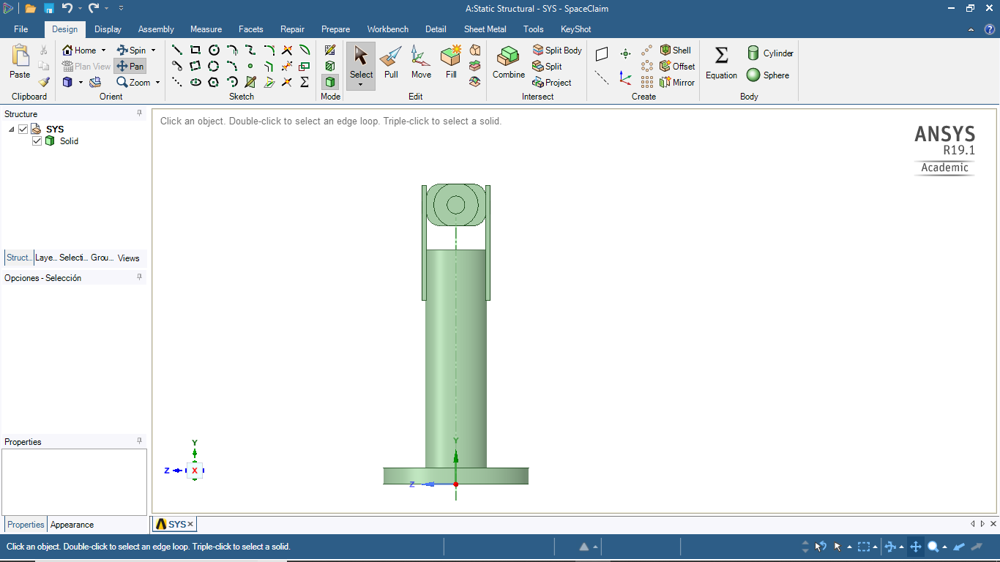 A:Static Structural - SYS - SpaceClaim
File Design Display Assembly Measure Facets Repair Prepare Workbench Detail Sheet Metal Tools KeyShot
Home Spin Split Body Shell Cylinder
Plan View Pan Split Offset
Paste Select Pull Move Fill Combine Equation Sphere
Zoom Project Mirror
Clipboard Orient Sketch Mode Edit Intersect Create Body
Structure
SYS
Solid
Click an object. Double-click to select an edge loop. Triple-click to select a solid.
ANSYS
R19.1
Academic
Struct... Laye... Selecti... Grou... Views
Opciones - Selección
Properties
Y
Z X
Y
Z
Properties Appearance
SYS
Click an object. Double-click to select an edge loop. Triple-click to select a solid.